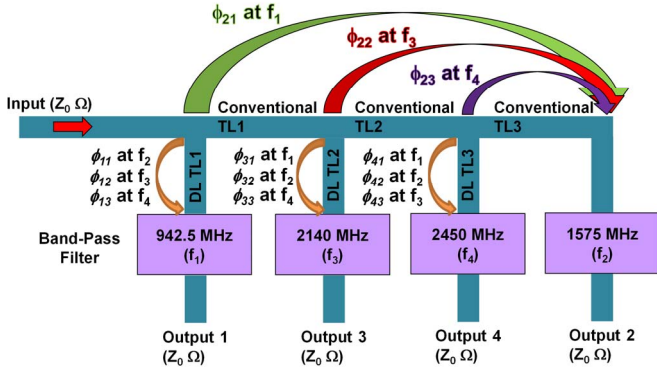 ϕ21 at f1
ϕ22 at f3
ϕ23 at f4
Input (Z0 Ω)
Conventional
Conventional
Conventional
TL1
TL2
TL3
ϕ11 at f2
ϕ12 at f3
ϕ13 at f4
DL TL1
ϕ31 at f1
ϕ32 at f2
ϕ33 at f4
DL TL2
ϕ41 at f1
ϕ42 at f2
ϕ43 at f3
DL TL3
Band-Pass
Filter
942.5 MHz
(f1)
2140 MHz
(f3)
2450 MHz
(f4)
1575 MHz
(f2)
Output 1
(Z0 Ω)
Output 3
(Z0 Ω)
Output 4
(Z0 Ω)
Output 2
(Z0 Ω)